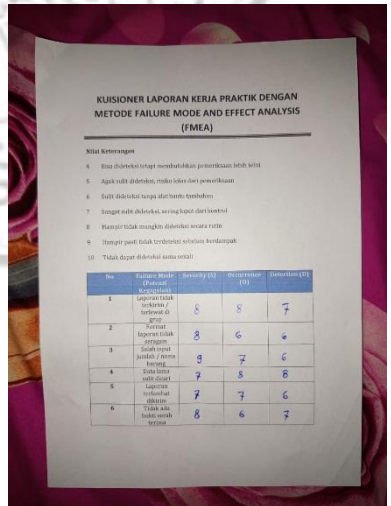 KUISIONER LAPORAN KERJA PRAKTIK DENGAN
METODE FAILURE MODE AND EFFECT ANALYSIS
(FMEA)
Nilai Keterangan
4 Bisa dideteksi tetapi membutuhkan pemeriksaan lebih teliti
5 Agak sulit dideteksi, risiko lolos dari pemeriksaan
6 Sulit dideteksi tanpa alat bantu tambahan
7 Sangat sulit dideteksi, sering luput dari kontrol
8 Hampir tidak mungkin dideteksi secara rutin
9 Hampir pasti tidak terdeteksi sebelum berdampak
10 Tidak dapat dideteksi sama sekali
No Failure Mode Severity (S) Occurrence Detection (D)
(Potensi (O)
Kegagalan)
1 Laporan tidak 8 8 7
terkirim /
terlewat di
grup
2 Format 8 6 6
laporan tidak
seragam
3 Salah input 9 7 6
jumlah / nama
barang
4 Data lama 7 8 8
sulit dicari
5 Laporan 7 7 6
terlambat
dikirim
6 Tidak ada 8 6 7
bukti serah
terima